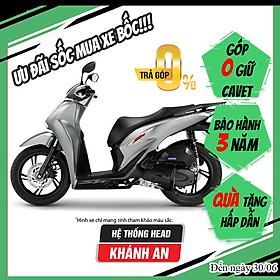 ƯU ĐÃI SỐC MUA XE BỐC!!!
TRẢ GÓP 0%
GÓP
0 GIỮ
CAVET
BẢO HÀNH
3 NĂM
QUÀ TẶNG
HẤP DẪN
Hình xe chỉ mang tính tham khảo màu sắc.
HỆ THỐNG HEAD
KHÁNH AN
Đến ngày 30.06